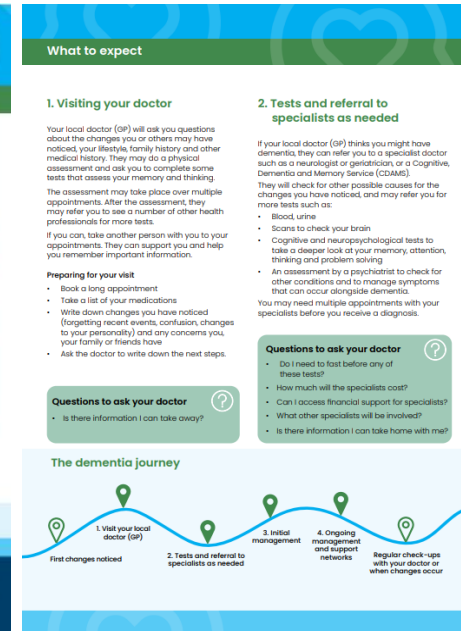 What to expect
1. Visiting your doctor
Your local doctor (GP) will ask you questions
about the changes you or others may have
noticed, your lifestyle, family history and other
medical history. They may do a physical
assessment and ask you to complete some
tests that assess your memory and thinking.
The assessment may take place over multiple
appointments. After the assessment, they
may refer you to see a number of other health
professionals for more tests.
If you can, take another person with you to your
appointments. They can support you and help
you remember important information.
Preparing for your visit
• Book a long appointment
• Take a list of your medications
• Write down changes you have noticed
(forgetting recent events, confusion, changes
to your personality) and any concerns you,
your family or friends have
• Ask the doctor to write down the next steps.
Questions to ask your doctor
?
• Is there information I can take away?
2. Tests and referral to
specialists as needed
If your local doctor (GP) thinks you might have
dementia, they can refer you to a specialist doctor
such as a neurologist or geriatrician, or a Cognitive,
Dementia and Memory Service (CDAMS).
They will check for other possible causes for the
changes you have noticed, and may refer you for
more tests such as:
• Blood, urine
• Scans to check your brain
• Cognitive and neuropsychological tests to
take a deeper look at your memory, attention,
thinking and problem solving
• An assessment by a psychiatrist to check for
other conditions and to manage symptoms
that can occur alongside dementia.
You may need multiple appointments with your
specialists before you receive a diagnosis.
Questions to ask your doctor
?
• Do I need to fast before any of
these tests?
• How much will the specialists cost?
• Can I access financial support for specialists?
• What other specialists will be involved?
• Is there information I can take home with me?
The dementia journey
First changes noticed
1. Visit your local
doctor (GP)
2. Tests and referral to
specialists as needed
3. Initial
management
4. Ongoing
management
and support
networks
Regular check-ups
with your doctor or
when changes occur